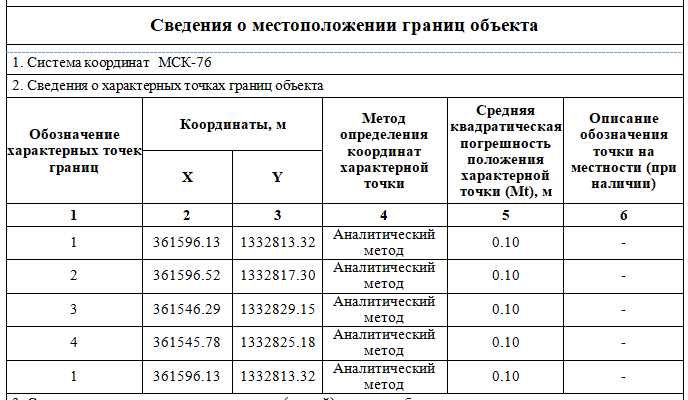 Сведения о местоположении границ объекта
1. Система координат МСК-76
2. Сведения о характерных точках границ объекта
Обозначение характерных точек границ
Координаты, м
Метод определения координат характерной точки
Средняя квадратическая погрешность положения характерной точки (Mt), м
Описание обозначения точки на местности (при наличии)
X Y
1 2 3 4 5 6
1 361596.13 1332813.32 Аналитический метод 0.10 -
2 361596.52 1332817.30 Аналитический метод 0.10 -
3 361546.29 1332829.15 Аналитический метод 0.10 -
4 361545.78 1332825.18 Аналитический метод 0.10 -
1 361596.13 1332813.32 Аналитический метод 0.10 -